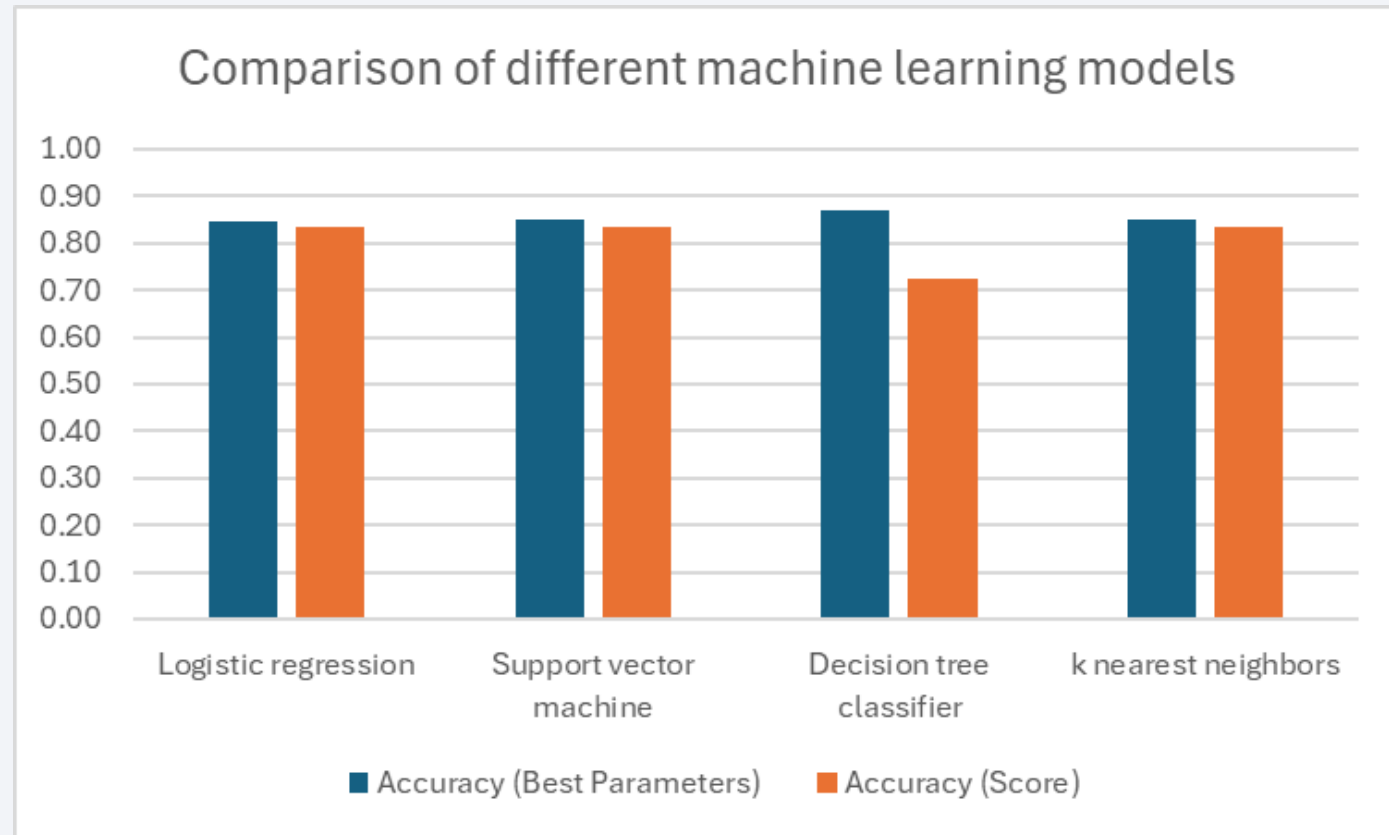 Comparison of different machine learning models
1.00
0.90
0.80
0.70
0.60
0.50
0.40
0.30
0.20
0.10
0.00
Logistic regression
Support vector
machine
Decision tree
classifier
k nearest neighbors
Accuracy (Best Parameters)
Accuracy (Score)